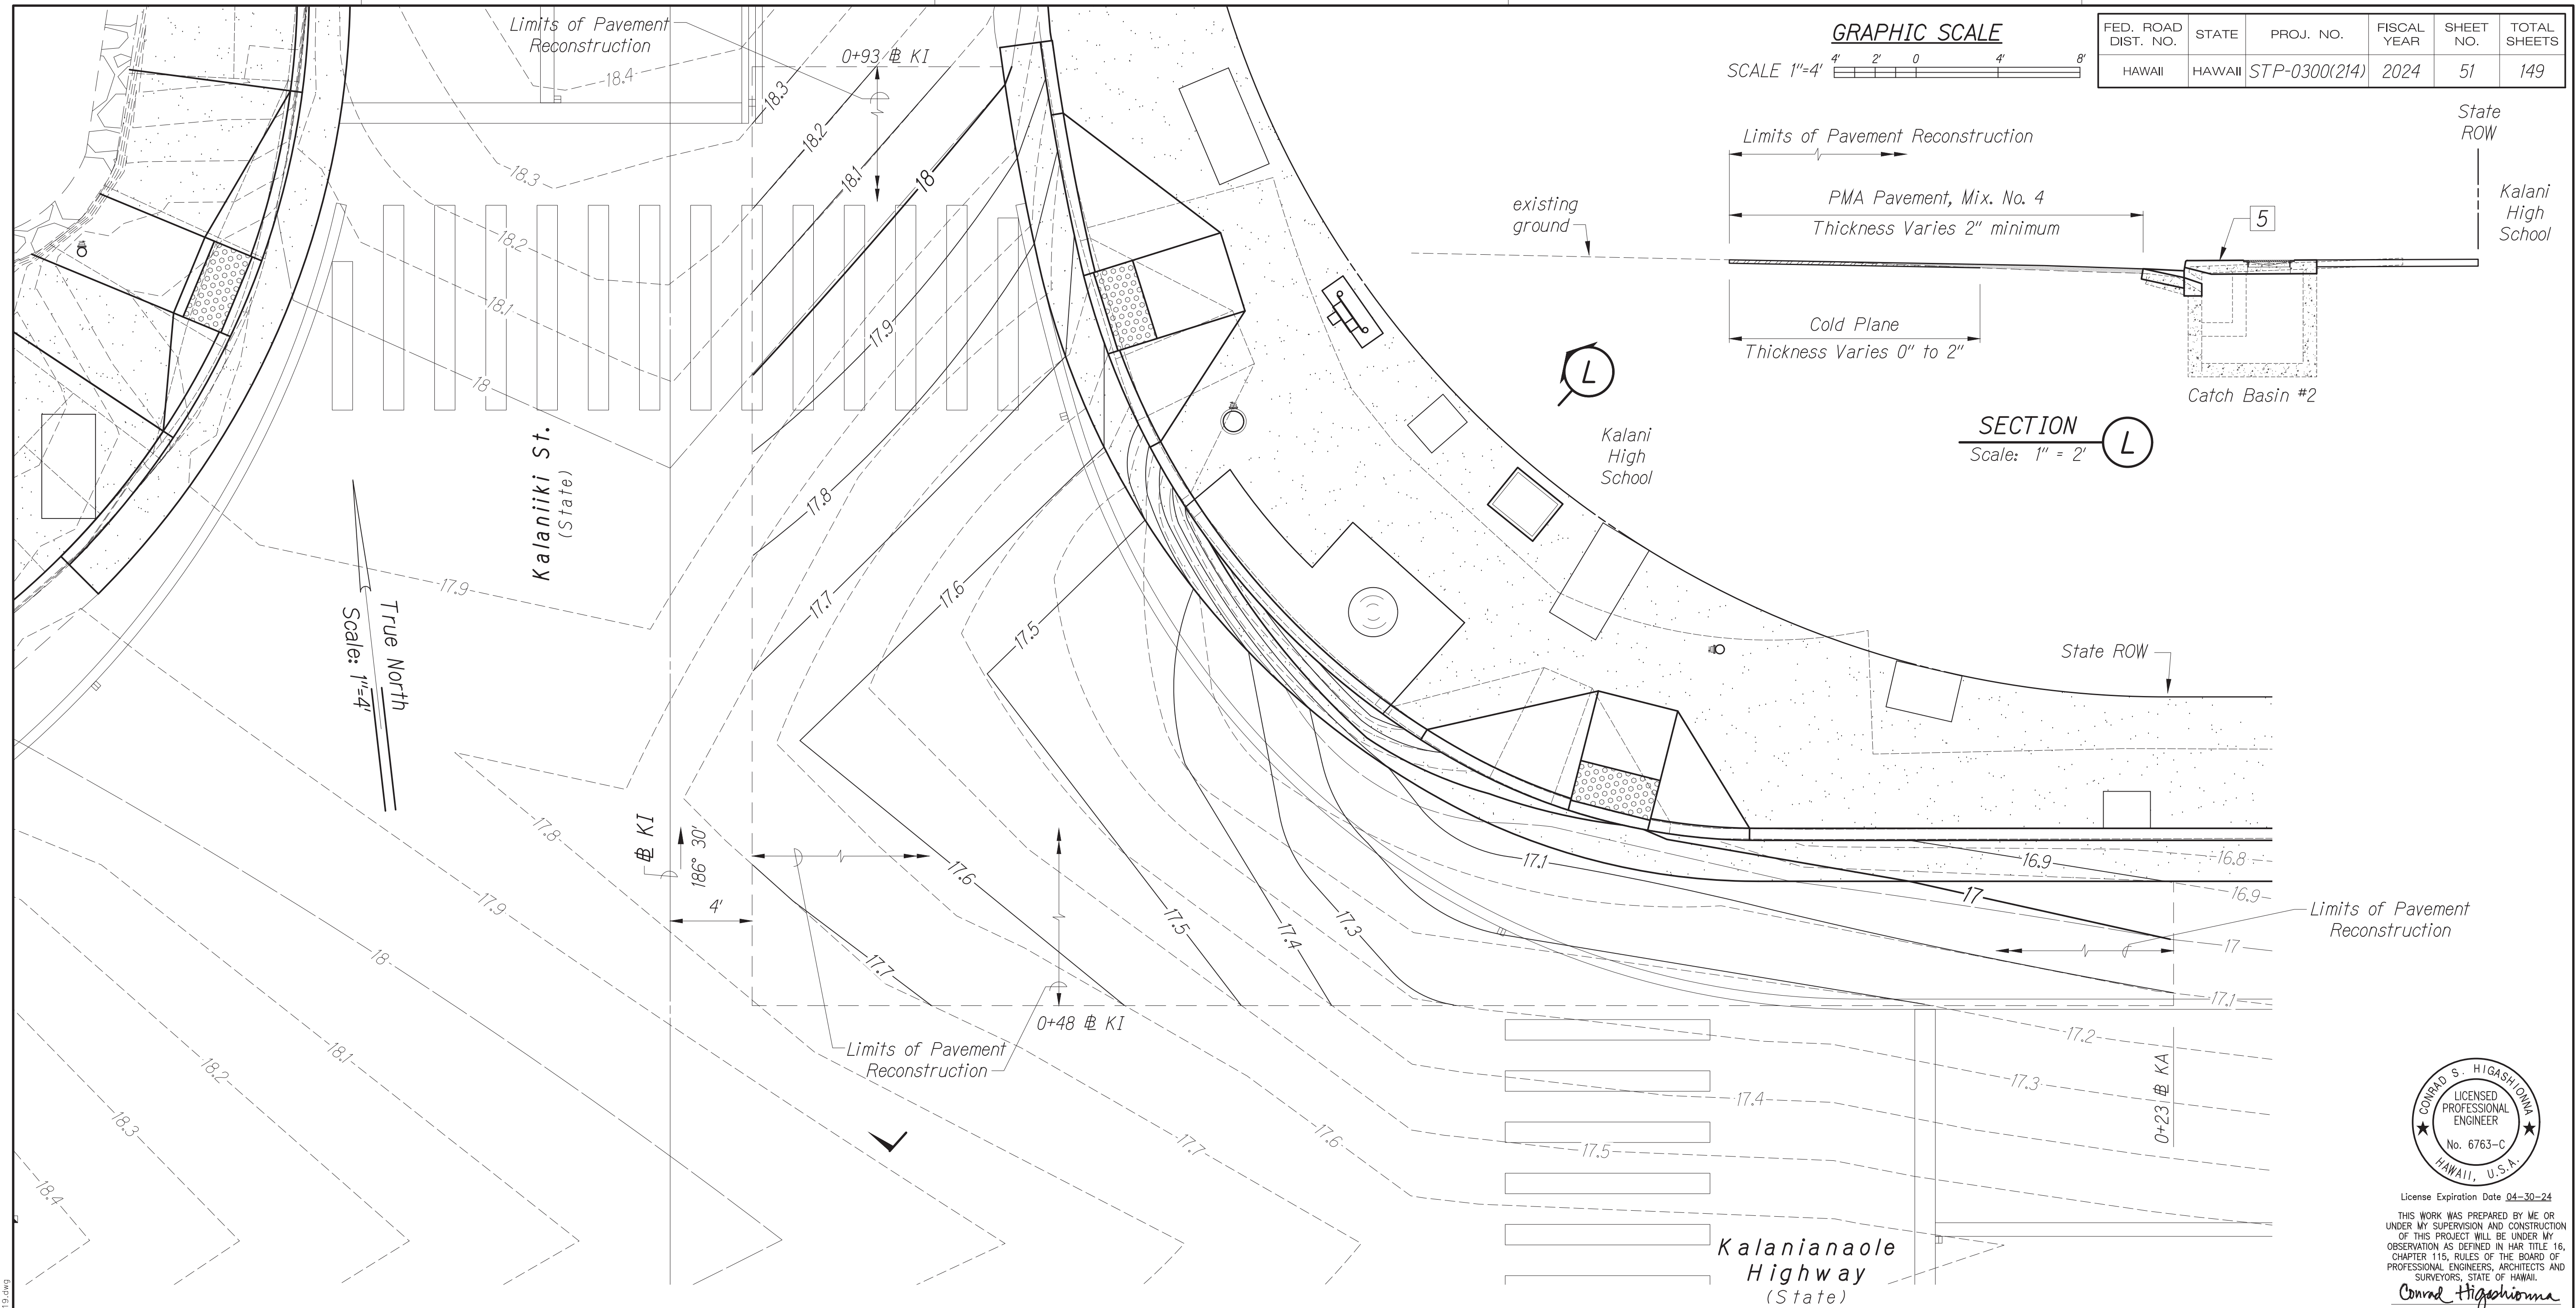 Limits of Pavement
Reconstruction
0+93 ⅊ KI
GRAPHIC SCALE
SCALE 1"=4'
4' 2' 0 4' 8'
FED. ROAD DIST. NO. STATE PROJ. NO. FISCAL YEAR SHEET NO. TOTAL SHEETS
HAWAII HAWAII STP-0300(214) 2024 51 149
18.4
18.3
18.3
18.2
18.1
18
18.2
18.1
18
17.9
17.8
17.7
17.6
17.5
17.9
Kalaniiki St.
(State)
True North
Scale: 1"=4'
Limits of Pavement Reconstruction
PMA Pavement, Mix. No. 4
Thickness Varies 2" minimum
existing
ground
5
State
ROW
Kalani
High
School
Cold Plane
Thickness Varies 0" to 2"
Catch Basin #2
SECTION L
Scale: 1" = 2'
L
Kalani
High
School
State ROW
17.8
BL KI
186° 30'
4'
17.9
18
18.1
18.2
18.3
18.4
17.6
17.7
17.5
17.4
17.3
17.1
16.9
17
16.8
16.9
17
17.1
Limits of Pavement
Reconstruction
0+48 BL KI
Limits of Pavement
Reconstruction
17.2
17.3
17.4
17.5
17.6
17.7
0+23 BL KA
Kalanianaole
Highway
(State)
CONRAD S. HIGASHIONNA
LICENSED
PROFESSIONAL
ENGINEER
No. 6763-C
HAWAII, U.S.A.
License Expiration Date 04-30-24
THIS WORK WAS PREPARED BY ME OR
UNDER MY SUPERVISION AND CONSTRUCTION
OF THIS PROJECT WILL BE UNDER MY
OBSERVATION AS DEFINED IN HAR TITLE 16,
CHAPTER 115, RULES OF THE BOARD OF
PROFESSIONAL ENGINEERS, ARCHITECTS AND
SURVEYORS, STATE OF HAWAII.
Conrad Higashionna
19.dwg